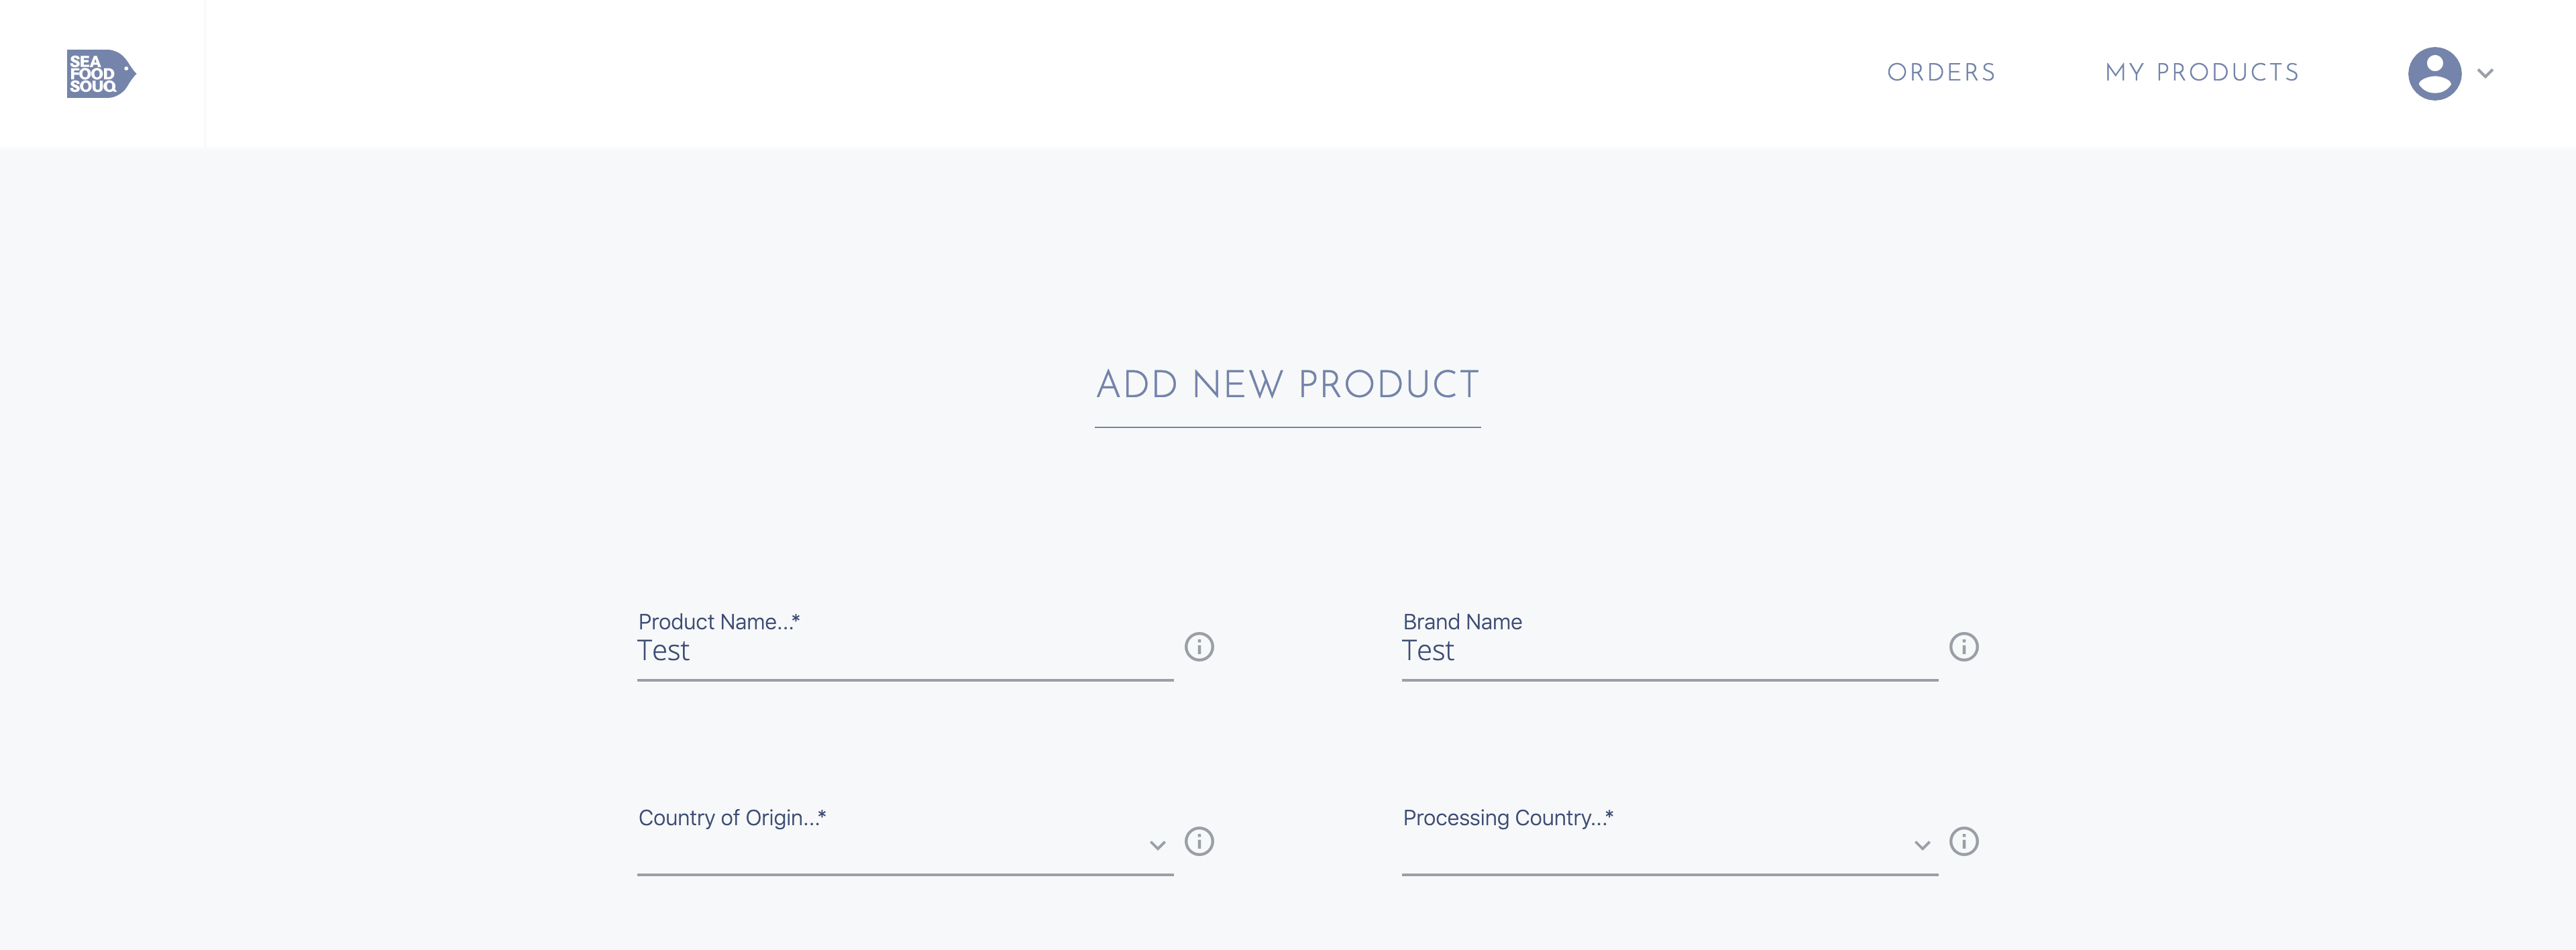 SEA
FOOD
SOUQ
ORDERS
MY PRODUCTS
ADD NEW PRODUCT
Product Name...*
Test
Brand Name
Test
Country of Origin...*
Processing Country...*